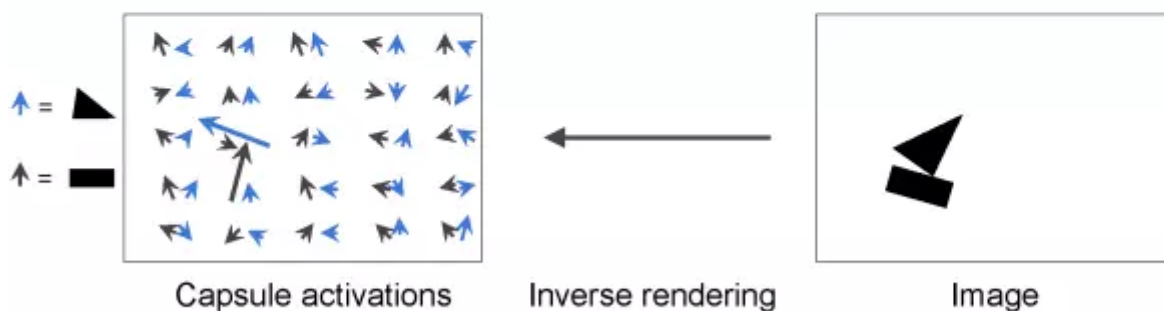 =
=
Capsule activations
Inverse rendering
Image